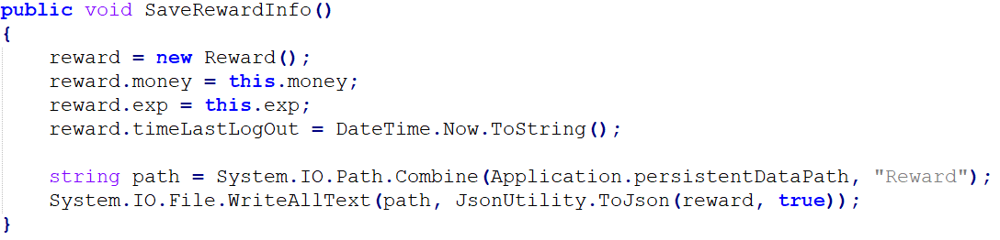 public void SaveRewardInfo()
{
    reward = new Reward();
    reward.money = this.money;
    reward.exp = this.exp;
    reward.timeLastLogOut = DateTime.Now.ToString();

    string path = System.IO.Path.Combine(Application.persistentDataPath, "Reward");
    System.IO.File.WriteAllText(path, JsonUtility.ToJson(reward, true));
}